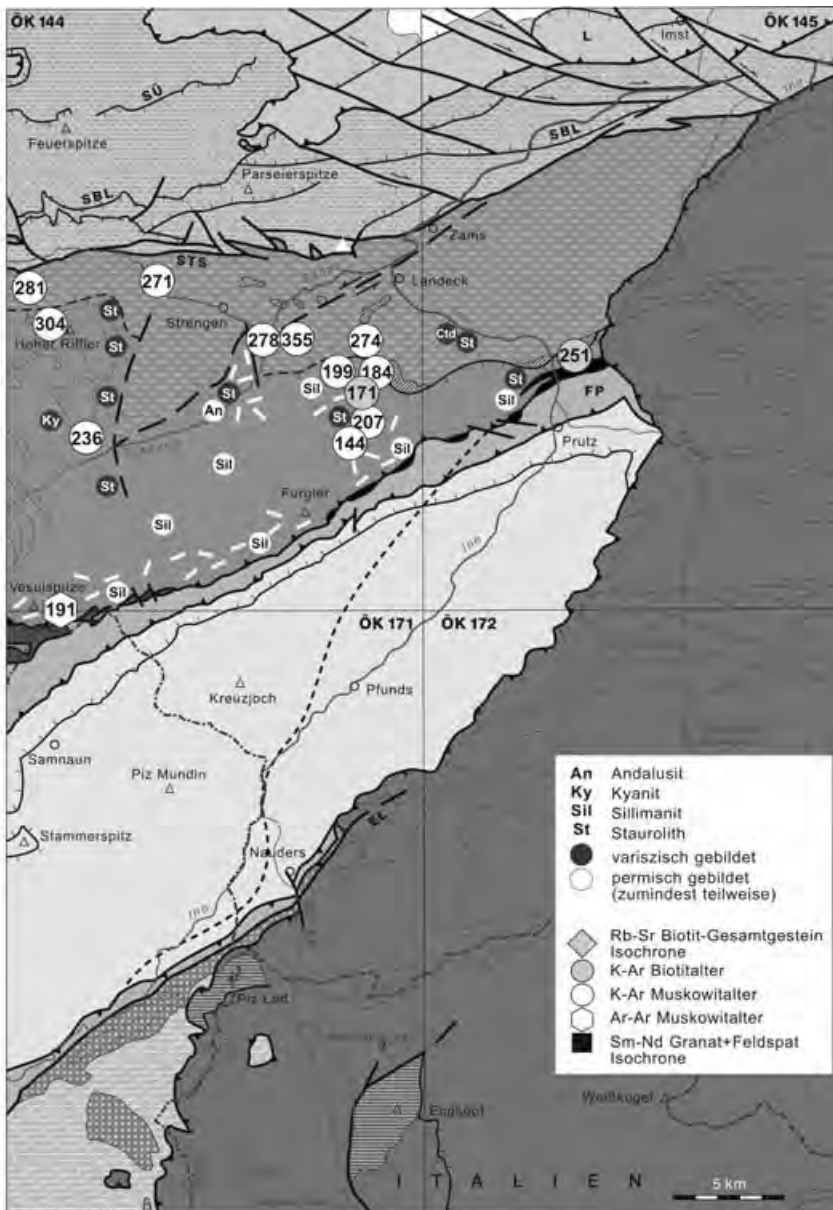 ÖK 144
ÖK 145
Imst
L
Inn
SÜ
Feuerspitze
SBL
SBL
Parseierspitze
Zams
STS
Landeck
281
271
304
St
Strengen
Hoher Riffler
278
355
274
Ctd
St
St
251
199
184
Sil
St
St
171
St
Sil
FP
An
St
207
Ky
236
144
Sil
Prutz
Sil
St
Furgler
Sil
Sil
Inn
Vesulspitze
Sil
191
ÖK 171
ÖK 172
Kreuzjoch
Pfunds
Samnaun
Piz Mundin
An Andalusit
Ky Kyanit
Sil Sillimanit
St Staurolith
variszisch gebildet
permisch gebildet
(zumindest teilweise)
Rb-Sr Biotit-Gesamtgestein
Isochrone
K-Ar Biotitalter
K-Ar Muskowitalter
Ar-Ar Muskowitalter
Sm-Nd Granat+Feldspat
Isochrone
Stammerspitz
EL
Nauders
Inn
Piz Lad
Weißkugel
Endkopf
ITALIEN
5 km